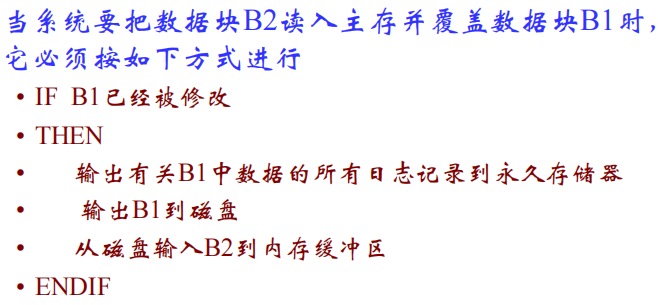 当系统要把数据块B2读入主存并覆盖数据块B1时，
它必须按如下方式进行
• IF B1已经被修改
• THEN
• 输出有关B1中数据的所有日志记录到永久存储器
• 输出B1到磁盘
• 从磁盘输入B2到内存缓冲区
• ENDIF